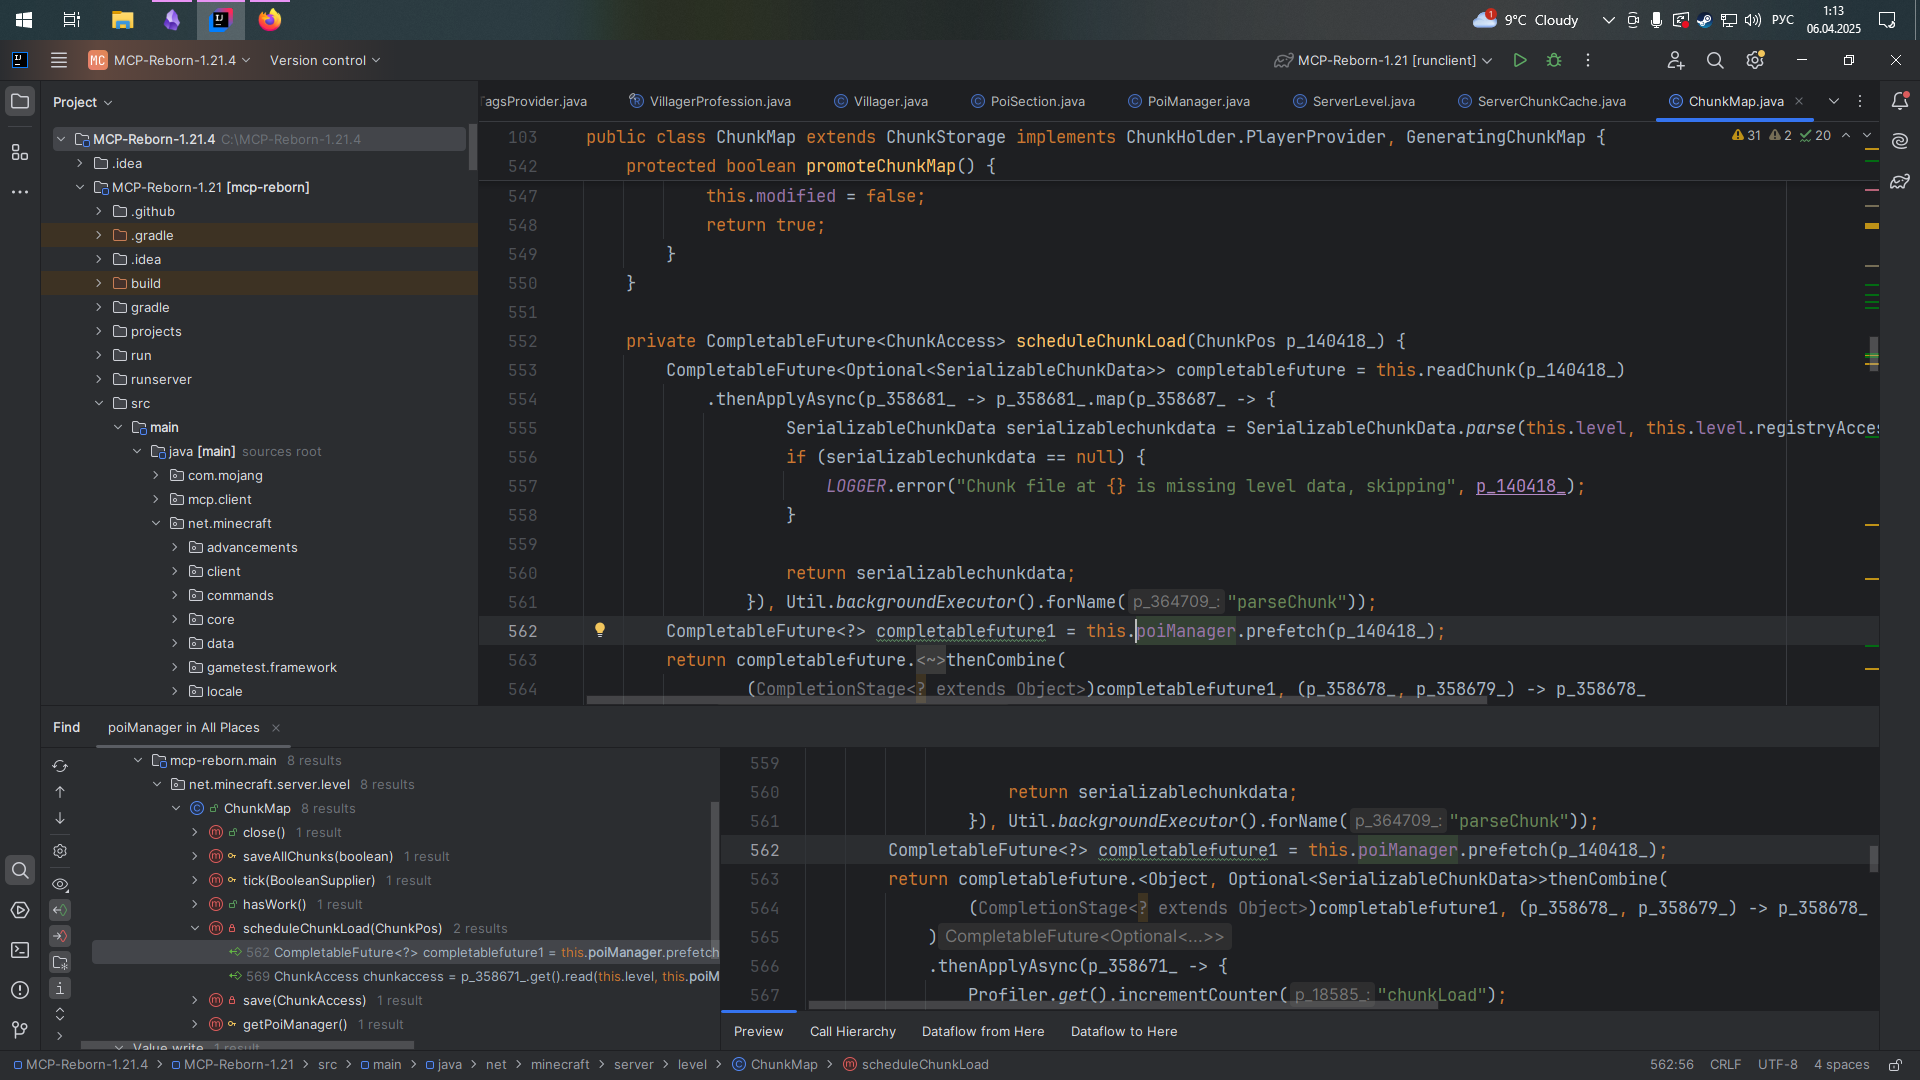 9°C Cloudy
РУС
1:13
06.04.2025
MC MCP-Reborn-1.21.4
Version control
MCP-Reborn-1.21 [runclient]
Project
TagsProvider.java
VillagerProfession.java
Villager.java
PoiSection.java
PoiManager.java
ServerLevel.java
ServerChunkCache.java
ChunkMap.java
MCP-Reborn-1.21.4 C:\MCP-Reborn-1.21.4
.idea
MCP-Reborn-1.21 [mcp-reborn]
.github
.gradle
.idea
build
gradle
projects
run
runserver
src
main
java [main] sources root
com.mojang
mcp.client
net.minecraft
advancements
client
commands
core
data
gametest.framework
locale
31 2 20
103 public class ChunkMap extends ChunkStorage implements ChunkHolder.PlayerProvider, GeneratingChunkMap {
542 protected boolean promoteChunkMap() {
547 this.modified = false;
548 return true;
549 }
550 }
551
552 private CompletableFuture<ChunkAccess> scheduleChunkLoad(ChunkPos p_140418_) {
553 CompletableFuture<Optional<SerializableChunkData>> completablefuture = this.readChunk(p_140418_)
554 .thenApplyAsync(p_358681_ -> p_358681_.map(p_358687_ -> {
555 SerializableChunkData serializablechunkdata = SerializableChunkData.parse(this.level, this.level.registryAcces
556 if (serializablechunkdata == null) {
557 LOGGER.error("Chunk file at {} is missing level data, skipping", p_140418_);
558 }
559
560 return serializablechunkdata;
561 }), Util.backgroundExecutor().forName( p_364709_: "parseChunk"));
562 CompletableFuture<?> completablefuture1 = this.poiManager.prefetch(p_140418_);
563 return completablefuture.<~>thenCombine(
564 (CompletionStage<? extends Object>)completablefuture1, (p_358678_, p_358679_) -> p_358678_
Find
poiManager in All Places
mcp-reborn.main 8 results
net.minecraft.server.level 8 results
ChunkMap 8 results
close() 1 result
saveAllChunks(boolean) 1 result
tick(BooleanSupplier) 1 result
hasWork() 1 result
scheduleChunkLoad(ChunkPos) 2 results
562 CompletableFuture<?> completablefuture1 = this.poiManager.prefetch
569 ChunkAccess chunkaccess = p_358671_.get().read(this.level, this.poiM
save(ChunkAccess) 1 result
getPoiManager() 1 result
Value write 1 result
559
560 return serializablechunkdata;
561 }), Util.backgroundExecutor().forName( p_364709_: "parseChunk"));
562 CompletableFuture<?> completablefuture1 = this.poiManager.prefetch(p_140418_);
563 return completablefuture.<Object, Optional<SerializableChunkData>>thenCombine(
564 (CompletionStage<? extends Object>)completablefuture1, (p_358678_, p_358679_) -> p_358678_
565 ) CompletableFuture<Optional<...>>
566 .thenApplyAsync(p_358671_ -> {
567 Profiler.get().incrementCounter( p_18585_: "chunkLoad");
Preview
Call Hierarchy
Dataflow from Here
Dataflow to Here
MCP-Reborn-1.21.4 > MCP-Reborn-1.21 > src > main > java > net > minecraft > server > level > ChunkMap > scheduleChunkLoad
562:56
CRLF
UTF-8
4 spaces